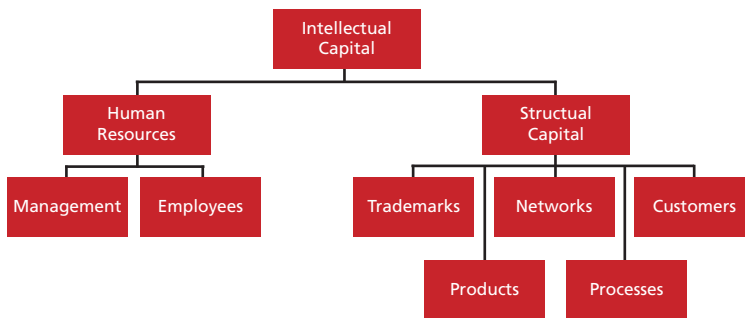 Intellectual
Capital
Human
Resources
Structual
Capital
Management
Employees
Trademarks
Networks
Customers
Products
Processes